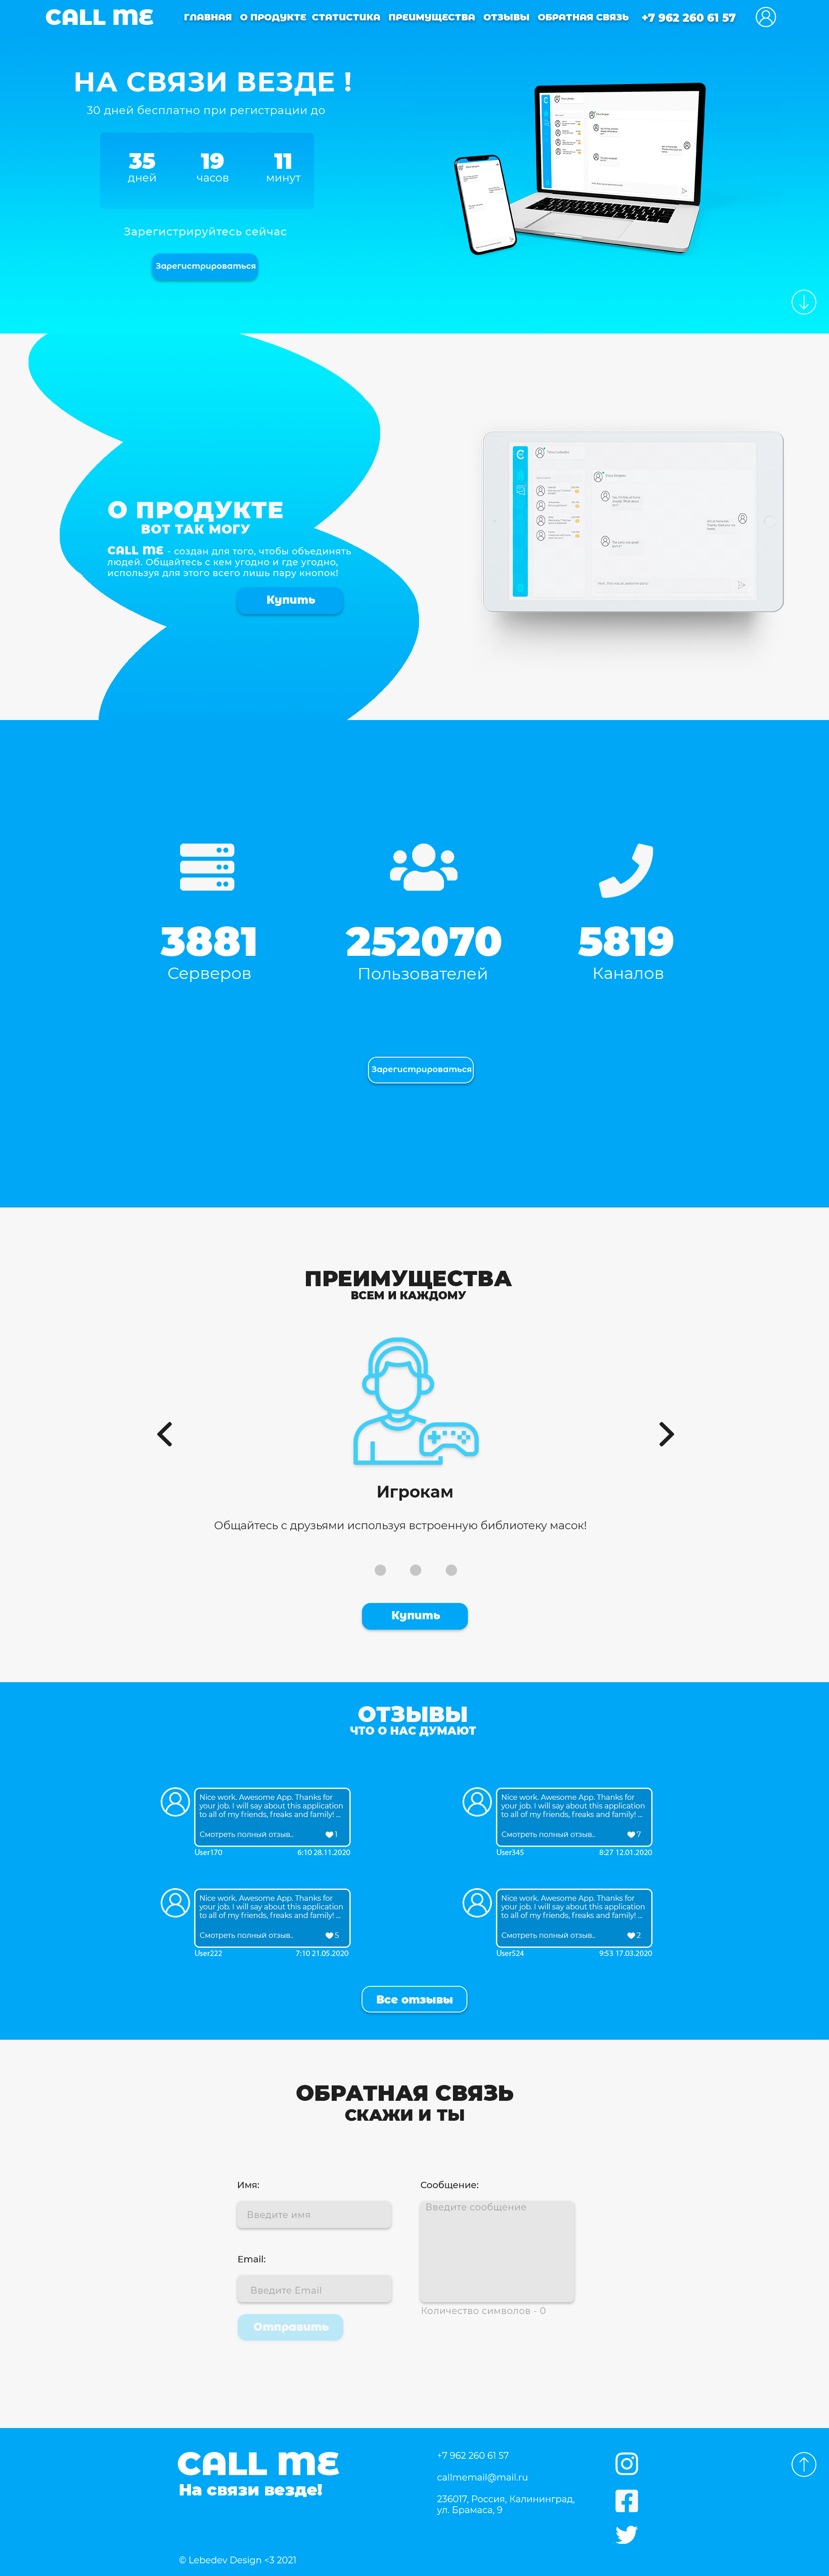 CALL ME
ГЛАВНАЯ О ПРОДУКТЕ СТАТИСТИКА ПРЕИМУЩЕСТВА ОТЗЫВЫ ОБРАТНАЯ СВЯЗЬ +7 962 260 61 57
НА СВЯЗИ ВЕЗДЕ !
30 дней бесплатно при регистрации до
35 19 11
дней часов минут
Зарегистрируйтесь сейчас
Зарегистрироваться
О ПРОДУКТЕ
ВОТ ТАК МОГУ
CALL ME - создан для того, чтобы объединять
людей. Общайтесь с кем угодно и где угодно,
используя для этого всего лишь пару кнопок!
Купить
3881 252070 5819
Серверов Пользователей Каналов
Зарегистрироваться
ПРЕИМУЩЕСТВА
ВСЕМ И КАЖДОМУ
Игрокам
Общайтесь с друзьями используя встроенную библиотеку масок!
Купить
ОТЗЫВЫ
ЧТО О НАС ДУМАЮТ
Nice work. Awesome App. Thanks for
your job. I will say about this application
to all of my friends, freaks and family! ...
Смотреть полный отзыв.. 1
User170 6:10 28.11.2020
Nice work. Awesome App. Thanks for
your job. I will say about this application
to all of my friends, freaks and family! ...
Смотреть полный отзыв.. 7
User345 8:27 12.01.2020
Nice work. Awesome App. Thanks for
your job. I will say about this application
to all of my friends, freaks and family! ...
Смотреть полный отзыв.. 5
User222 7:10 21.05.2020
Nice work. Awesome App. Thanks for
your job. I will say about this application
to all of my friends, freaks and family! ...
Смотреть полный отзыв.. 2
User524 9:53 17.03.2020
Все отзывы
ОБРАТНАЯ СВЯЗЬ
СКАЖИ И ТЫ
Имя:
Введите имя
Email:
Введите Email
Отправить
Сообщение:
Введите сообщение
Количество символов - 0
CALL ME
На связи везде!
+7 962 260 61 57
callmemail@mail.ru
236017, Россия, Калининград,
ул. Брамаса, 9
© Lebedev Design <3 2021